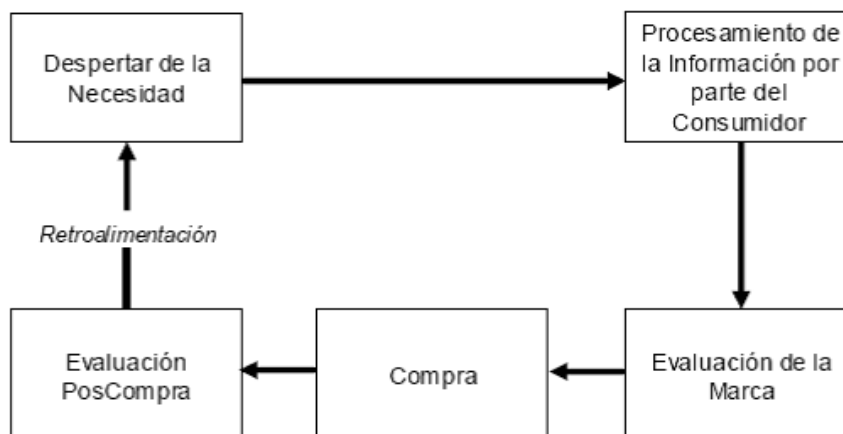 Despertar de la
Necesidad
Procesamiento de
la Información por
parte del
Consumidor
Retroalimentación
Evaluación
PosCompra
Compra
Evaluación de la
Marca